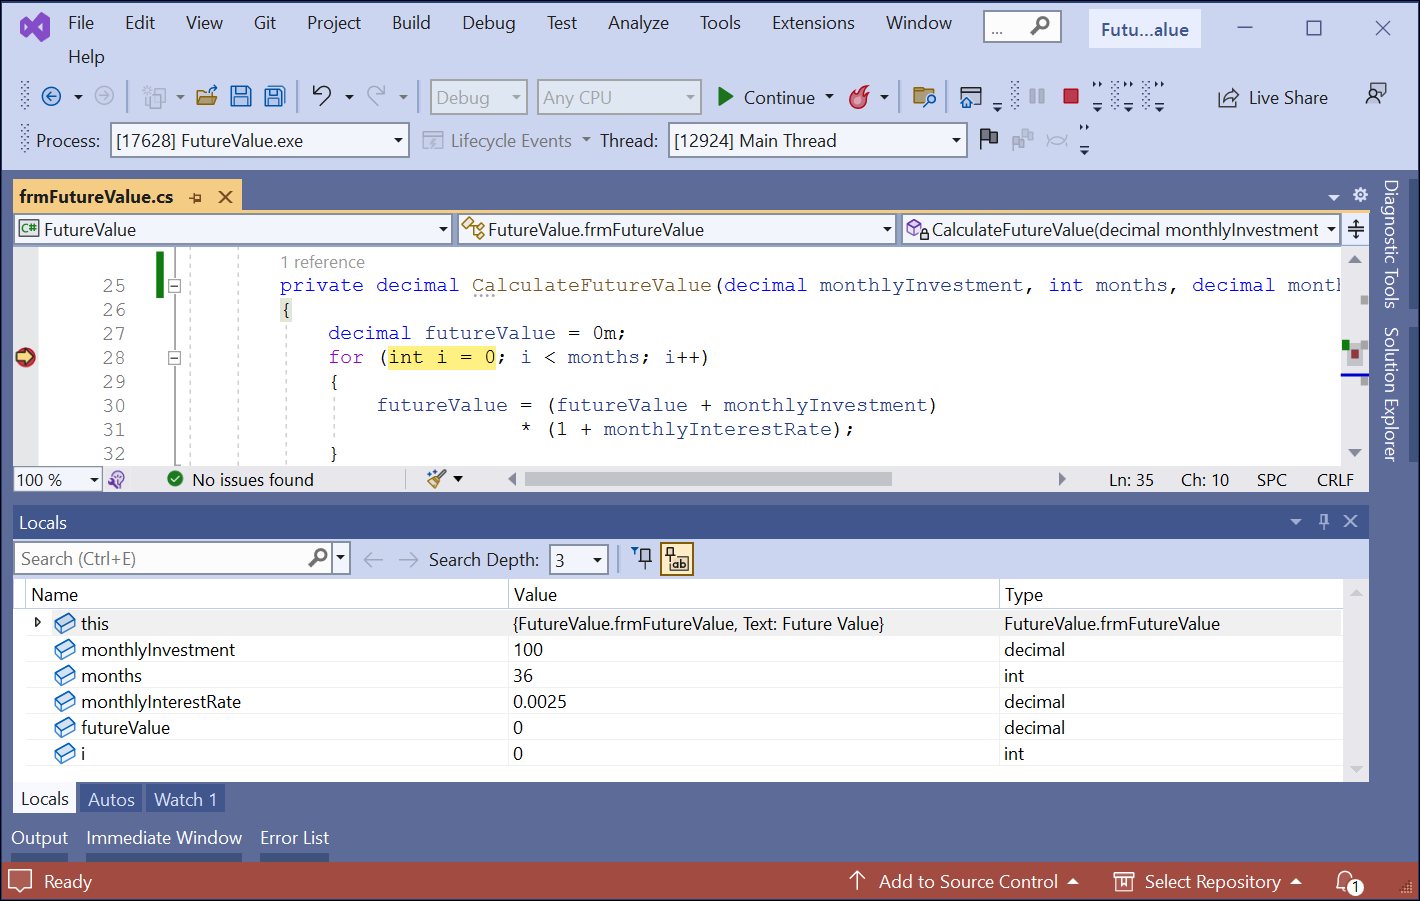 File Edit View Git Project Build Debug Test Analyze Tools Extensions Window ... Futu...alue
Help
Debug Any CPU Continue Live Share
Process: [17628] FutureValue.exe Lifecycle Events Thread: [12924] Main Thread
frmFutureValue.cs
C# FutureValue FutureValue.frmFutureValue CalculateFutureValue(decimal monthlyInvestment
1 reference
25 private decimal CalculateFutureValue(decimal monthlyInvestment, int months, decimal month
26 {
27 decimal futureValue = 0m;
28 for (int i = 0; i < months; i++)
29 {
30 futureValue = (futureValue + monthlyInvestment)
31 * (1 + monthlyInterestRate);
32 }
100 % No issues found Ln: 35 Ch: 10 SPC CRLF
Diagnostic Tools
Solution Explorer
Locals
Search (Ctrl+E) Search Depth: 3 ab
Name Value Type
this {FutureValue.frmFutureValue, Text: Future Value} FutureValue.frmFutureValue
monthlyInvestment 100 decimal
months 36 int
monthlyInterestRate 0.0025 decimal
futureValue 0 decimal
i 0 int
Locals Autos Watch 1
Output Immediate Window Error List
Ready Add to Source Control Select Repository 1